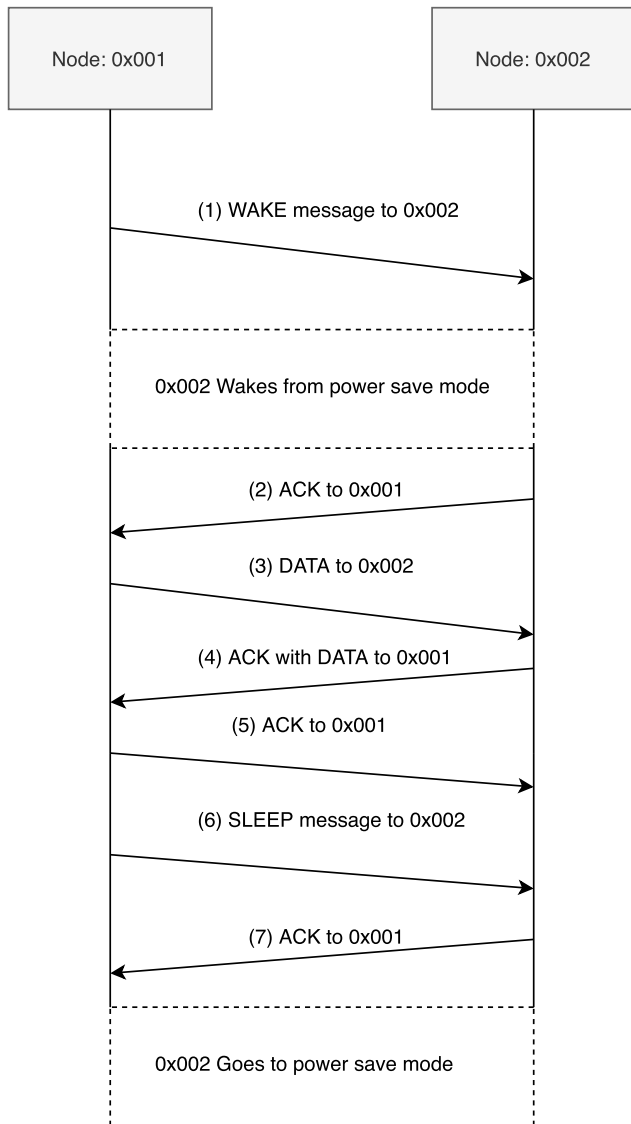 Node: 0x001
Node: 0x002
(1) WAKE message to 0x002
0x002 Wakes from power save mode
(2) ACK to 0x001
(3) DATA to 0x002
(4) ACK with DATA to 0x001
(5) ACK to 0x001
(6) SLEEP message to 0x002
(7) ACK to 0x001
0x002 Goes to power save mode